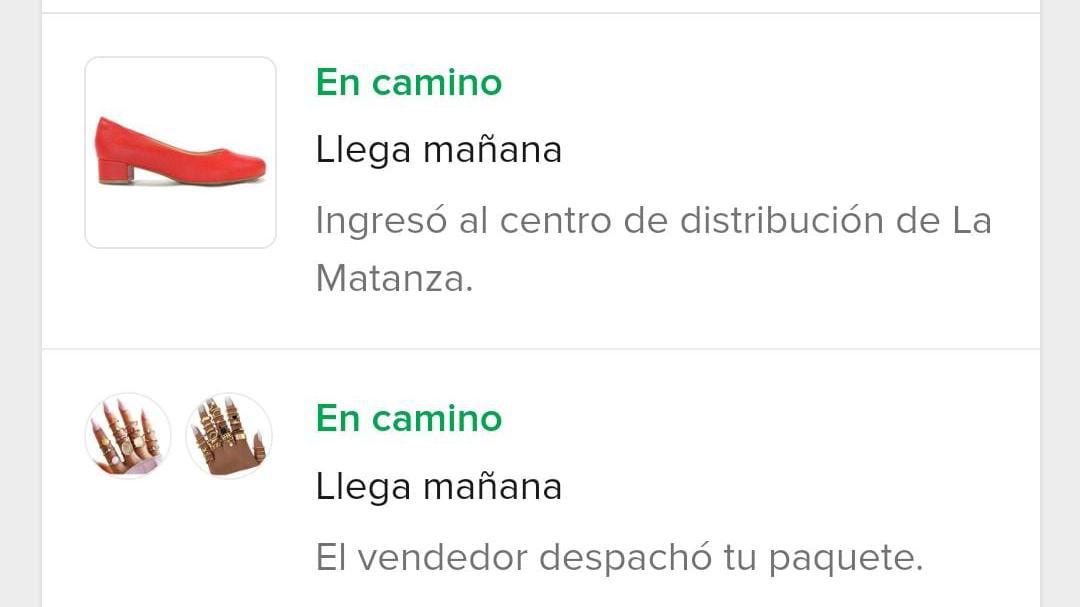 En camino
Llega mañana
Ingresó al centro de distribución de La
Matanza.
En camino
Llega mañana
El vendedor despachó tu paquete.